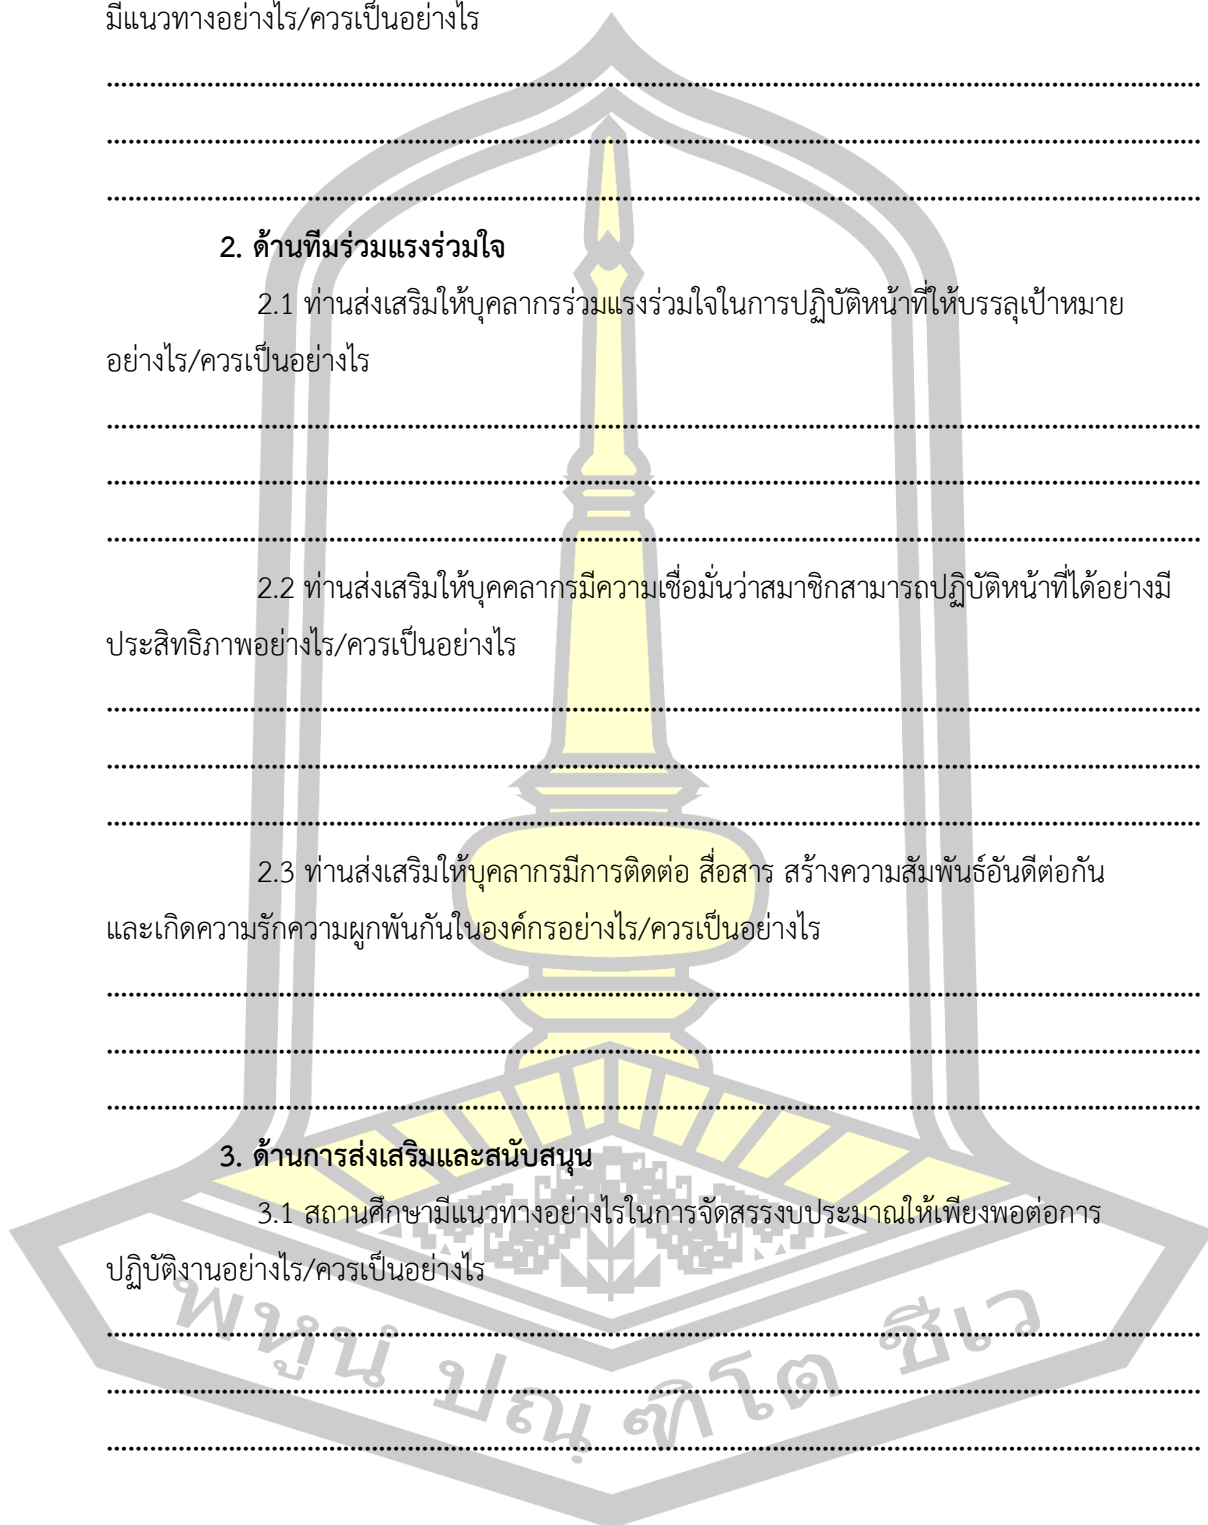 มีแนวทางอย่างไร/ควรเป็นอย่างไร
........................................................................................................................
........................................................................................................................
........................................................................................................................
2. ด้านทีมร่วมแรงร่วมใจ
2.1 ท่านส่งเสริมให้บุคลากรร่วมแรงร่วมใจในการปฏิบัติหน้าที่ให้บรรลุเป้าหมาย
อย่างไร/ควรเป็นอย่างไร
........................................................................................................................
........................................................................................................................
........................................................................................................................
2.2 ท่านส่งเสริมให้บุคคลากรมีความเชื่อมั่นว่าสมาชิกสามารถปฏิบัติหน้าที่ได้อย่างมี
ประสิทธิภาพอย่างไร/ควรเป็นอย่างไร
........................................................................................................................
........................................................................................................................
........................................................................................................................
2.3 ท่านส่งเสริมให้บุคลากรมีการติดต่อ สื่อสาร สร้างความสัมพันธ์อันดีต่อกัน
และเกิดความรักความผูกพันกันในองค์กรอย่างไร/ควรเป็นอย่างไร
........................................................................................................................
........................................................................................................................
........................................................................................................................
3. ด้านการส่งเสริมและสนับสนุน
3.1 สถานศึกษามีแนวทางอย่างไรในการจัดสรรงบประมาณให้เพียงพอต่อการ
ปฏิบัติงานอย่างไร/ควรเป็นอย่างไร
........................................................................................................................
........................................................................................................................
........................................................................................................................
พหูนํ ปณฺฑิโต ชีเว